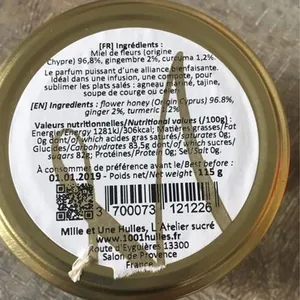 [FR] Ingrédients :
Miel de fleurs (origine
Chypre) 96,8%, gingembre 2%, curcuma 1,2%
Le parfum puissant d'une alliance bienfaisante.
Idéal dans une infusion, une compote, pour
sublimer les plats salés : agneau mariné, tajine,
soupe de courge ou
[EN] Ingredients : flower honey (origin Cyprus) 96.8%,
ginger 2%, turmeric 1.2%
Valeurs nutritionnelles/Nutritional values (/100g) :
Energie/Energy 1281kj/306kcal; Matières grasses/Fat
0g dont/of which acides gras saturés/saturates 0g;
Glucides/Carbohydrates 83,5g dont/of which sucres/
sugars 82g; Protéines/Protein 0g; Sel/Salt 0g.
À consommer de préférence avant le/Best before :
01.01.2019 - Poids net/Net weight : 115 g
3 700073 121226
Mille et Une Huiles, L'Atelier sucré
www.1001huiles.fr
Route d'Eyguières 13300
Salon de Provence
France